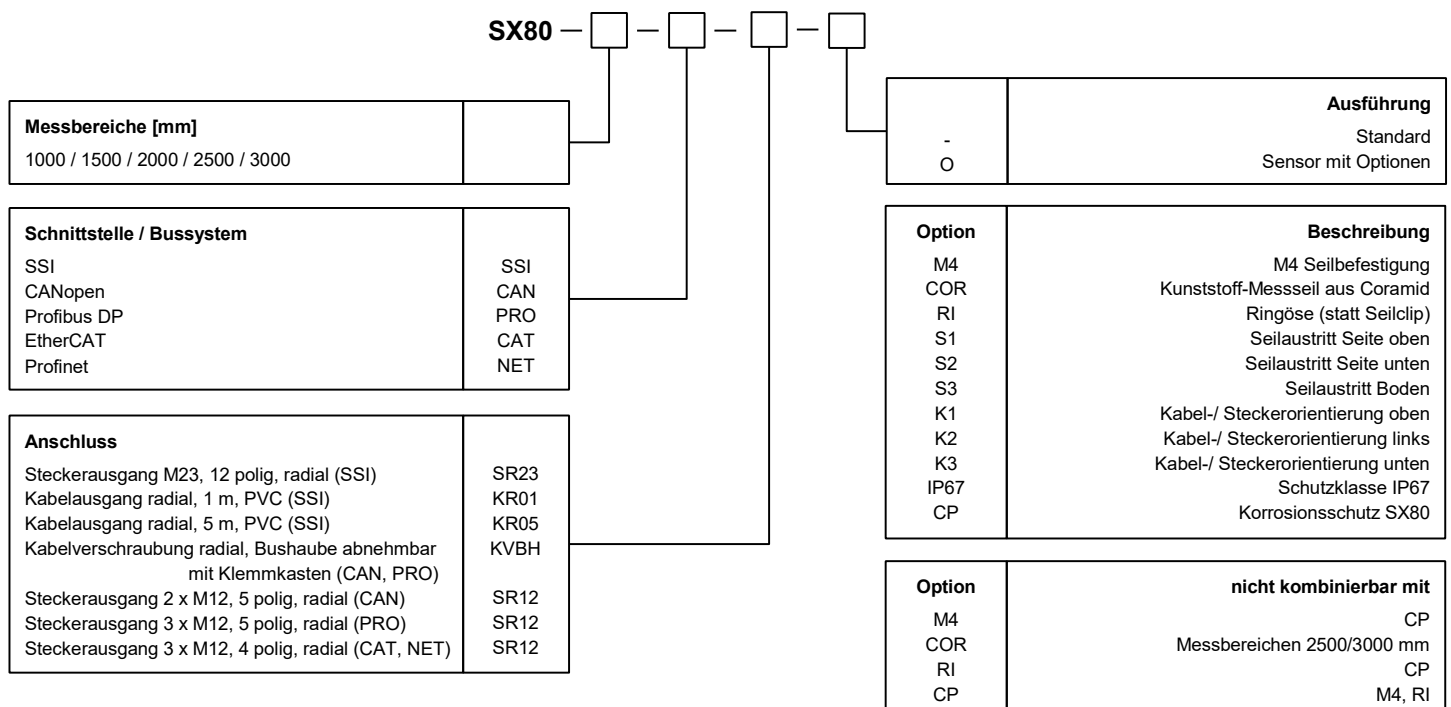 SX80 — — — —
Messbereiche [mm]
1000 / 1500 / 2000 / 2500 / 3000
Schnittstelle / Bussystem
SSI SSI
CANopen CAN
Profibus DP PRO
EtherCAT CAT
Profinet NET
Anschluss
Steckerausgang M23, 12 polig, radial (SSI) SR23
Kabelausgang radial, 1 m, PVC (SSI) KR01
Kabelausgang radial, 5 m, PVC (SSI) KR05
Kabelverschraubung radial, Bushaube abnehmbar KVBH
mit Klemmkasten (CAN, PRO)
Steckerausgang 2 x M12, 5 polig, radial (CAN) SR12
Steckerausgang 3 x M12, 5 polig, radial (PRO) SR12
Steckerausgang 3 x M12, 4 polig, radial (CAT, NET) SR12
Ausführung
- Standard
O Sensor mit Optionen
Option Beschreibung
M4 M4 Seilbefestigung
COR Kunststoff-Messseil aus Coramid
RI Ringöse (statt Seilclip)
S1 Seilaustritt Seite oben
S2 Seilaustritt Seite unten
S3 Seilaustritt Boden
K1 Kabel-/ Steckerorientierung oben
K2 Kabel-/ Steckerorientierung links
K3 Kabel-/ Steckerorientierung unten
IP67 Schutzklasse IP67
CP Korrosionsschutz SX80
Option nicht kombinierbar mit
M4 CP
COR Messbereichen 2500/3000 mm
RI CP
CP M4, RI